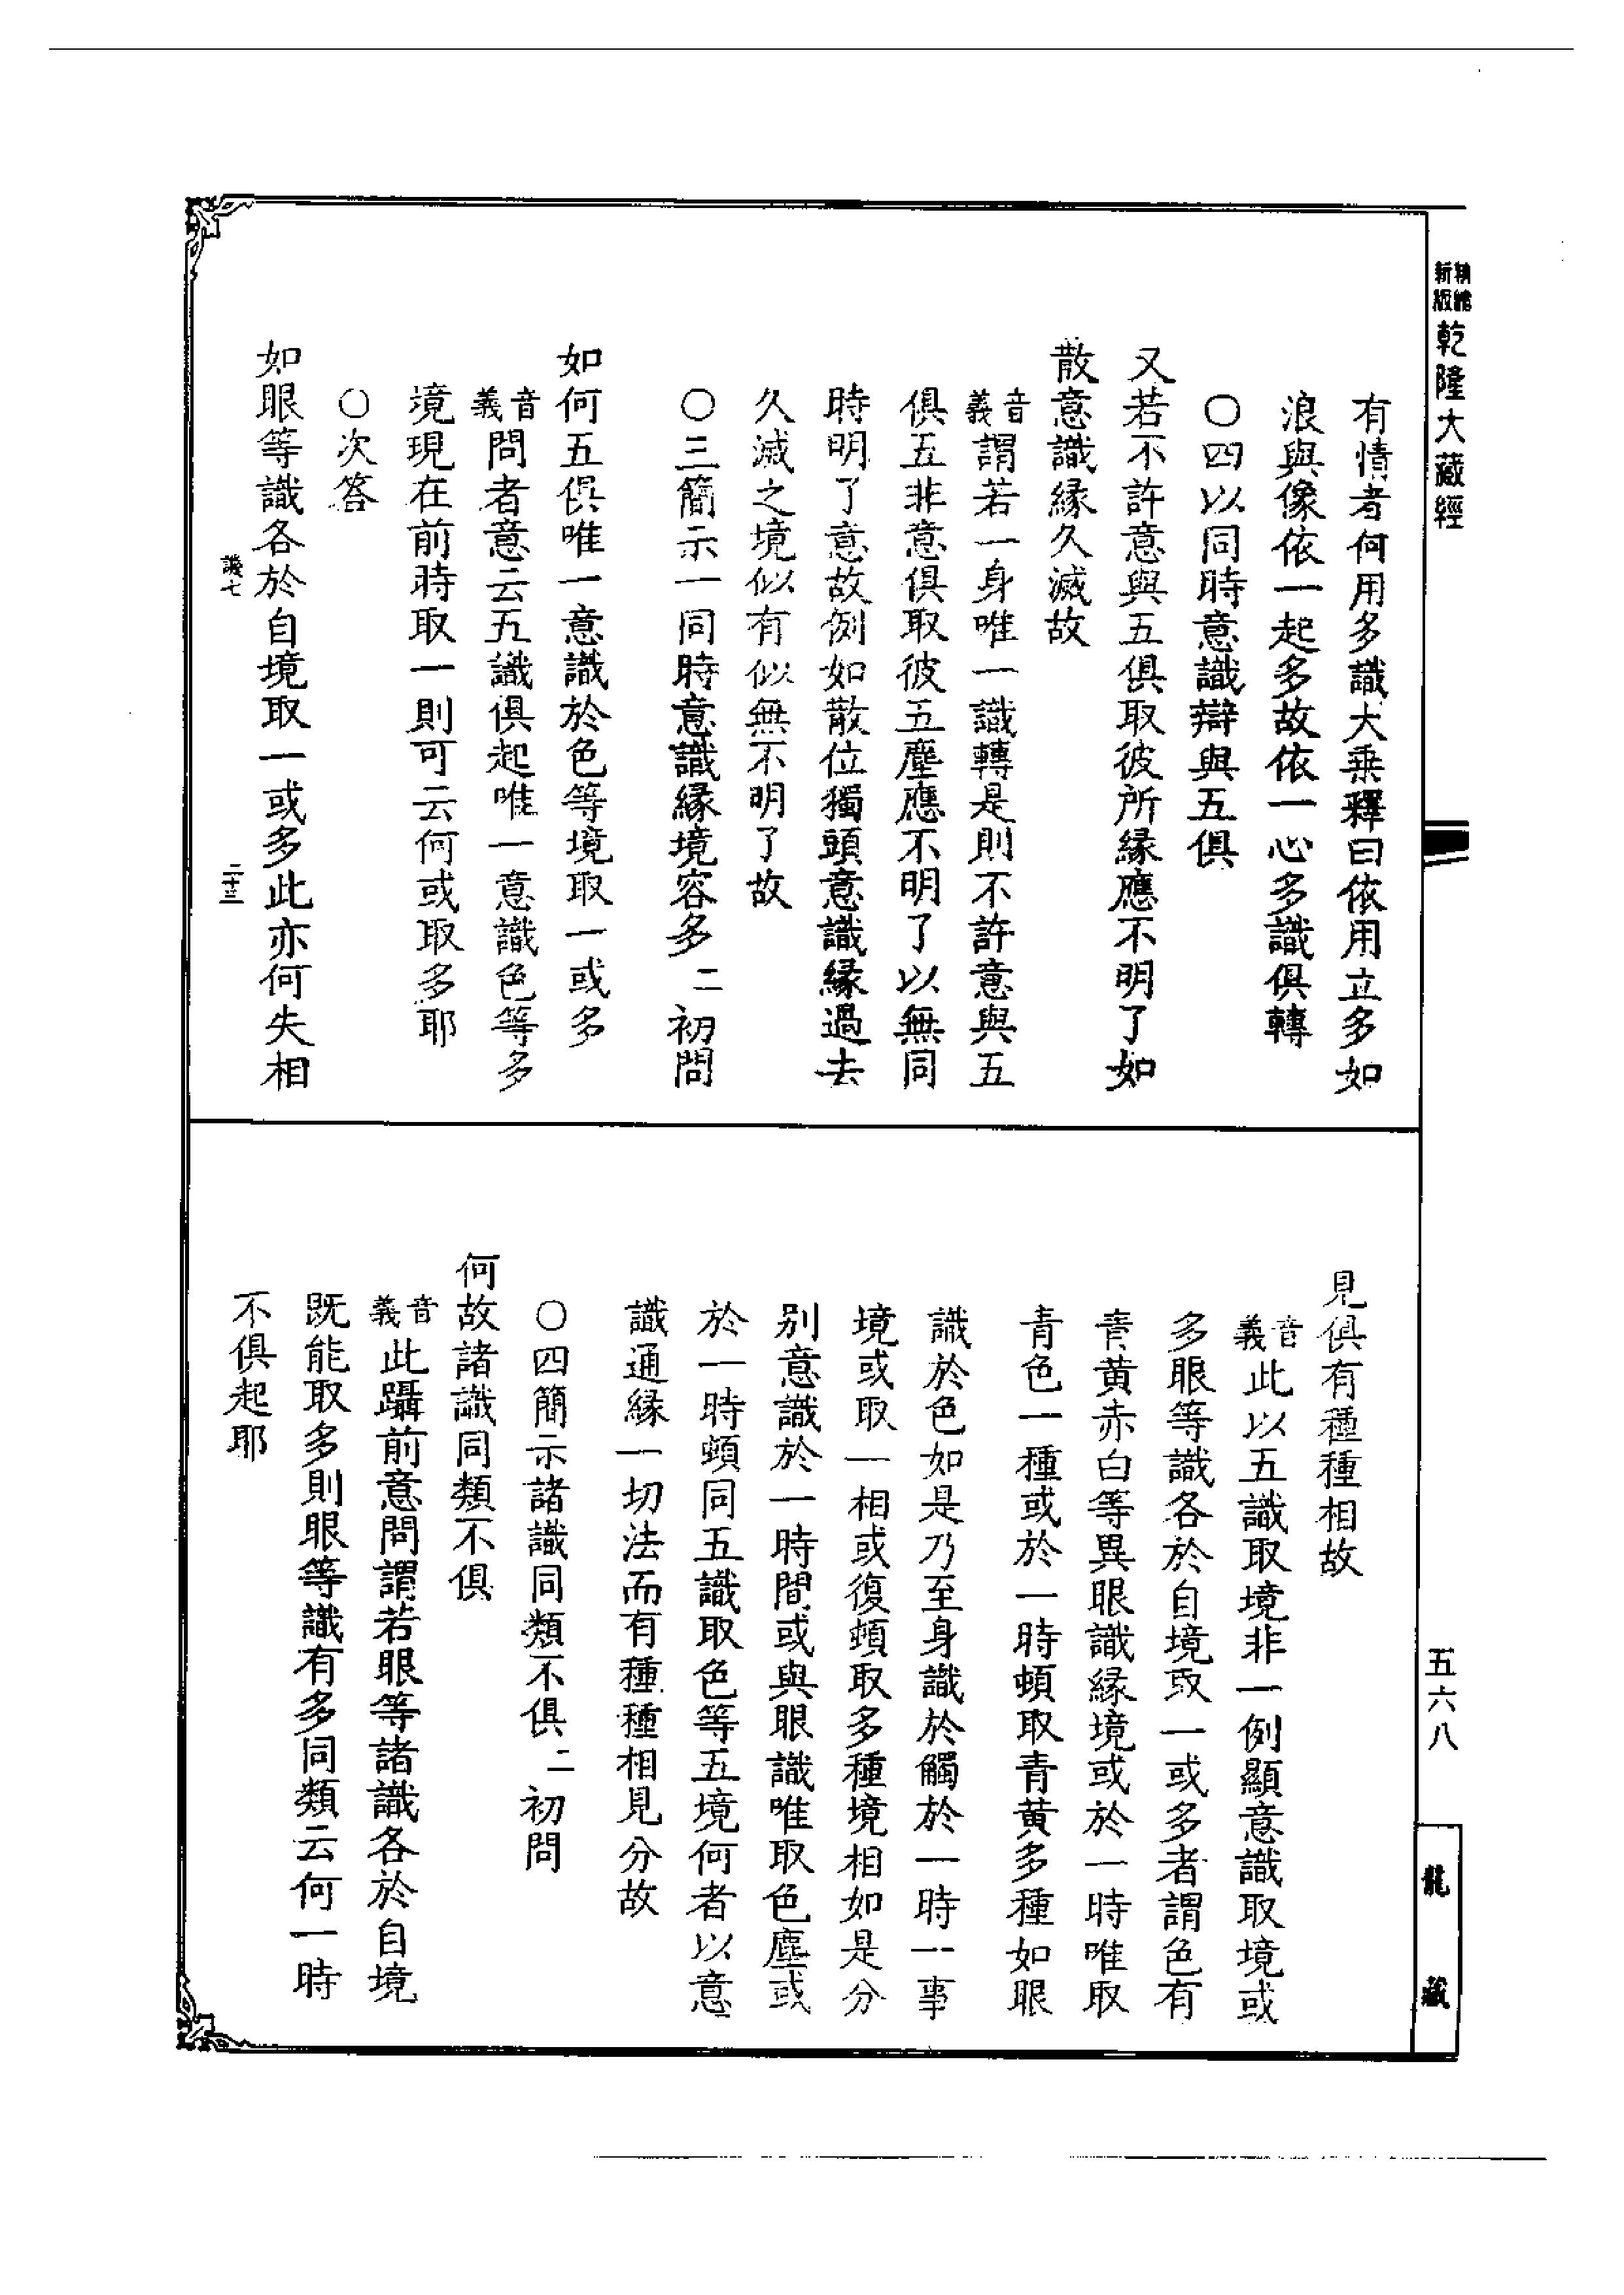 精縮
新版
乾隆大藏經
有情者何用多識大乗釋曰依用立多如
浪與像依一起多故依一心多識俱轉
〇四以同時意識辯與五俱
又若不許意與五俱取彼所緣應不明了如
散意識緣久滅故
音義謂若一身唯一識轉是則不許意與五
俱五非意俱取彼五塵應不明了以無同
時明了意故例如散位獨頭意識緣過去
久滅之境似有似無不明了故
〇三簡示一同時意識緣境容多二初問
如何五俱唯一意識於色等境取一或多
音義問者意云五識俱起唯一意識色等多
境現在前時取一則可云何或取多耶
〇次答
如眼等識各於自境取一或多此亦何失相
譏七
二十三
見俱有種種相故
音義此以五識取境非一例顯意識取境或
多眼等識各於自境取一或多者謂色有
青黄赤白等異眼識緣境或於一時唯取
青色一種或於一時頓取青黄多種如眼
識於色如是乃至身識於觸於一時一事
境或取一相或復頓取多種境相如是分
别意識於一時間或與眼識唯取色塵或
於一時頓同五識取色等五境何者以意
識通緣一切法而有種種相見分故
〇四簡示諸識同類不俱二初問
何故諸識同類不俱
音義此躡前意問謂若眼等諸識各於自境
既能取多則眼等識有多同類云何一時
不俱起耶
五六八
龍藏